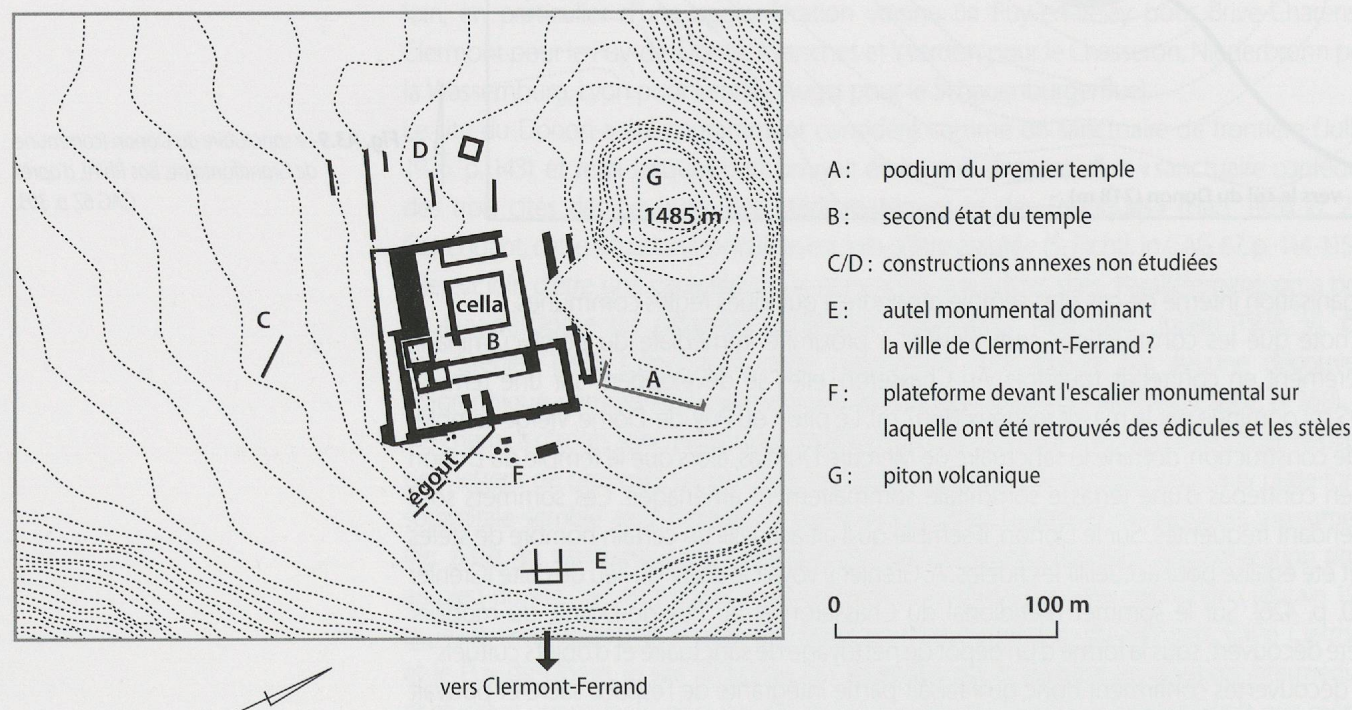 D
G
1485 m
cella
B
C
A
égout
F
E
vers Clermont-Ferrand
A : podium du premier temple
B : second état du temple
C/D : constructions annexes non étudiées
E : autel monumental dominant
la ville de Clermont-Ferrand ?
F : plateforme devant l'escalier monumental sur
laquelle ont été retrouvés des édicules et les stèles
G : piton volcanique
0 100 m